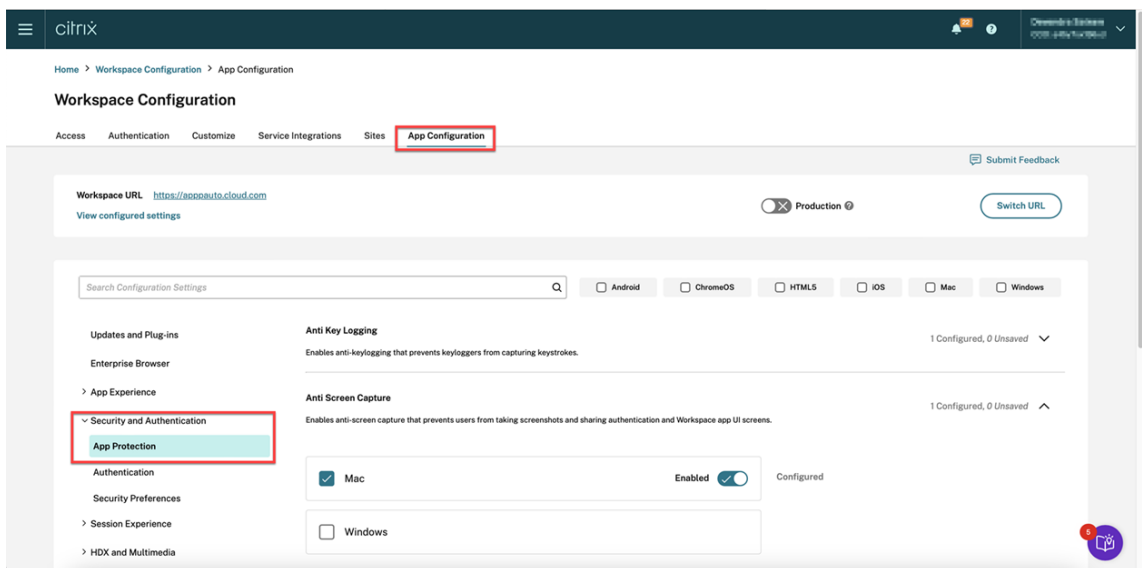 citrix
22
Home > Workspace Configuration > App Configuration
Workspace Configuration
Access Authentication Customize Service Integrations Sites App Configuration
Submit Feedback
Workspace URL https://apppauto.cloud.com
View configured settings
Production
Switch URL
Search Configuration Settings
Android ChromeOS HTML5 iOS Mac Windows
Updates and Plug-ins
Enterprise Browser
App Experience
Security and Authentication
App Protection
Authentication
Security Preferences
Session Experience
HDX and Multimedia
Anti Key Logging
1 Configured, 0 Unsaved
Enables anti-keylogging that prevents keyloggers from capturing keystrokes.
Anti Screen Capture
1 Configured, 0 Unsaved
Enables anti-screen capture that prevents users from taking screenshots and sharing authentication and Workspace app UI screens.
Mac Enabled Configured
Windows
5